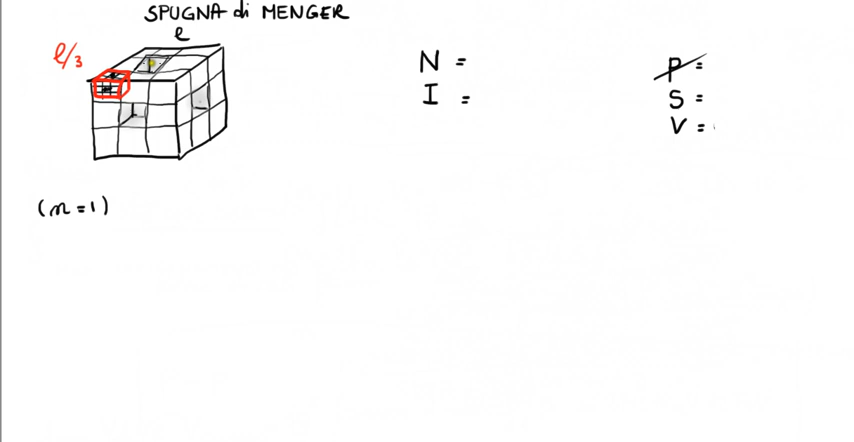 SPUGNA di MENGER
e
e/3
N =
I =
P =
S =
V =
(n=1)